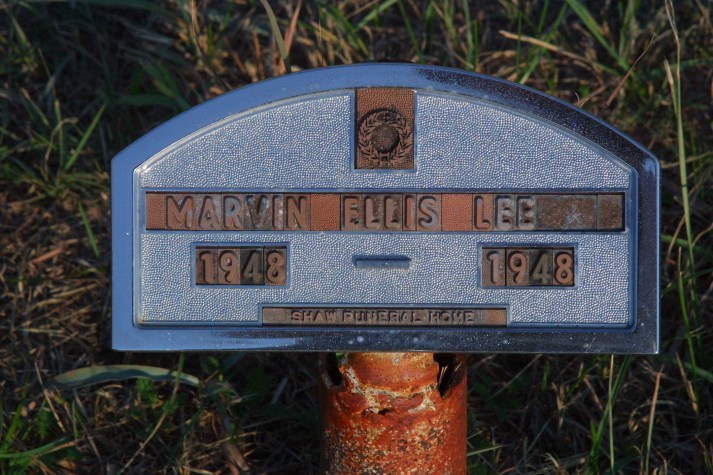 MARVIN ELLIS LEE
1948 - 1948
SHAW FUNERAL HOME